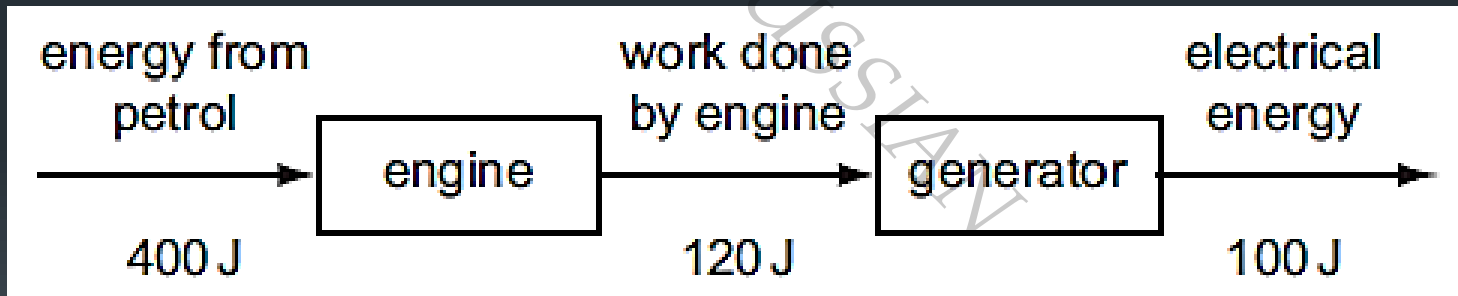 energy from
petrol
work done
by engine
electrical
energy
engine
generator
400 J
120 J
100 J